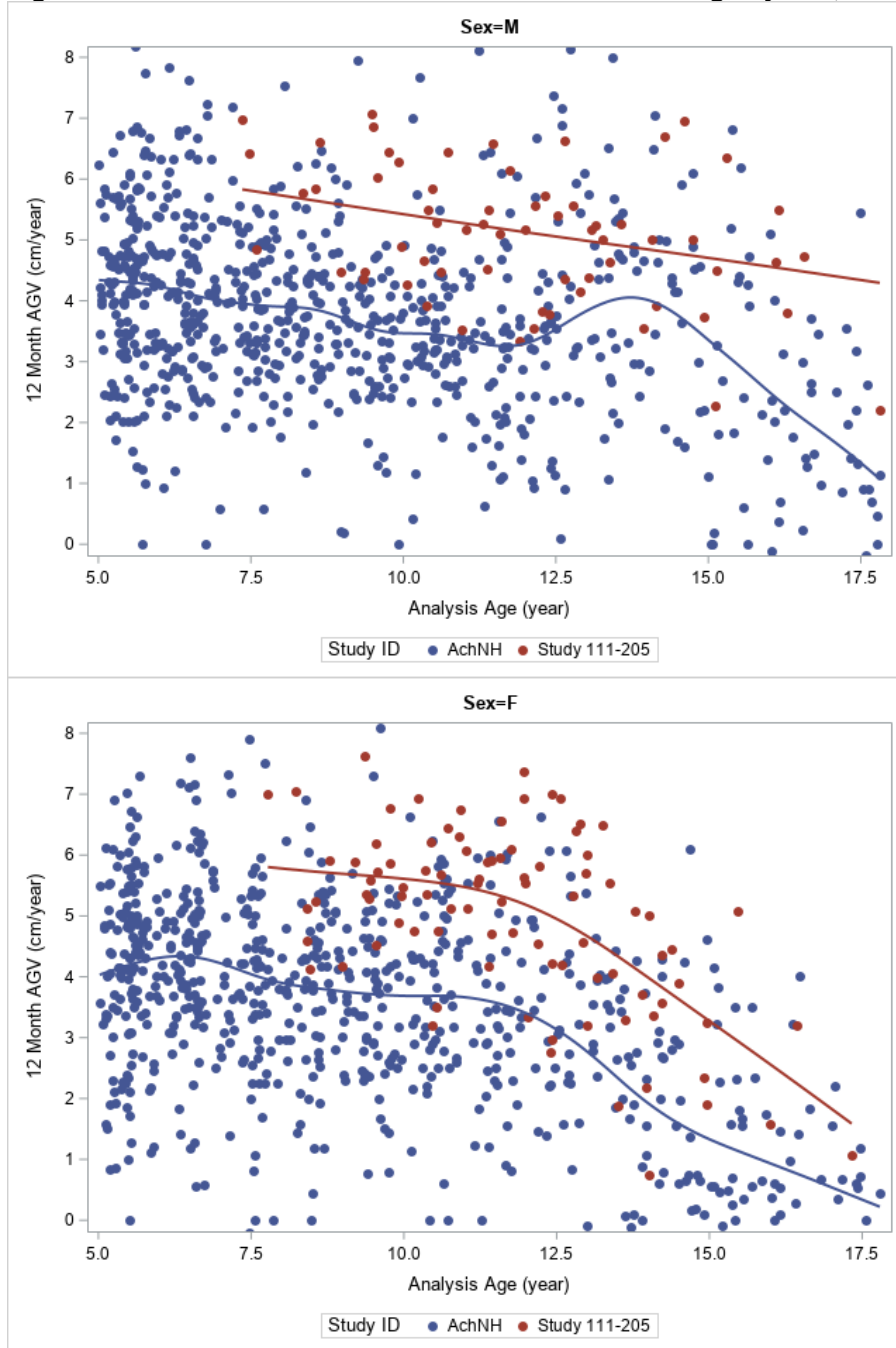 Sex=M
8
7
6
5
4
3
2
1
0
12 Month AGV (cm/year)
5.0 7.5 10.0 12.5 15.0 17.5
Analysis Age (year)
Study ID AchNH Study 111-205
Sex=F
8
7
6
5
4
3
2
1
0
12 Month AGV (cm/year)
5.0 7.5 10.0 12.5 15.0 17.5
Analysis Age (year)
Study ID AchNH Study 111-205